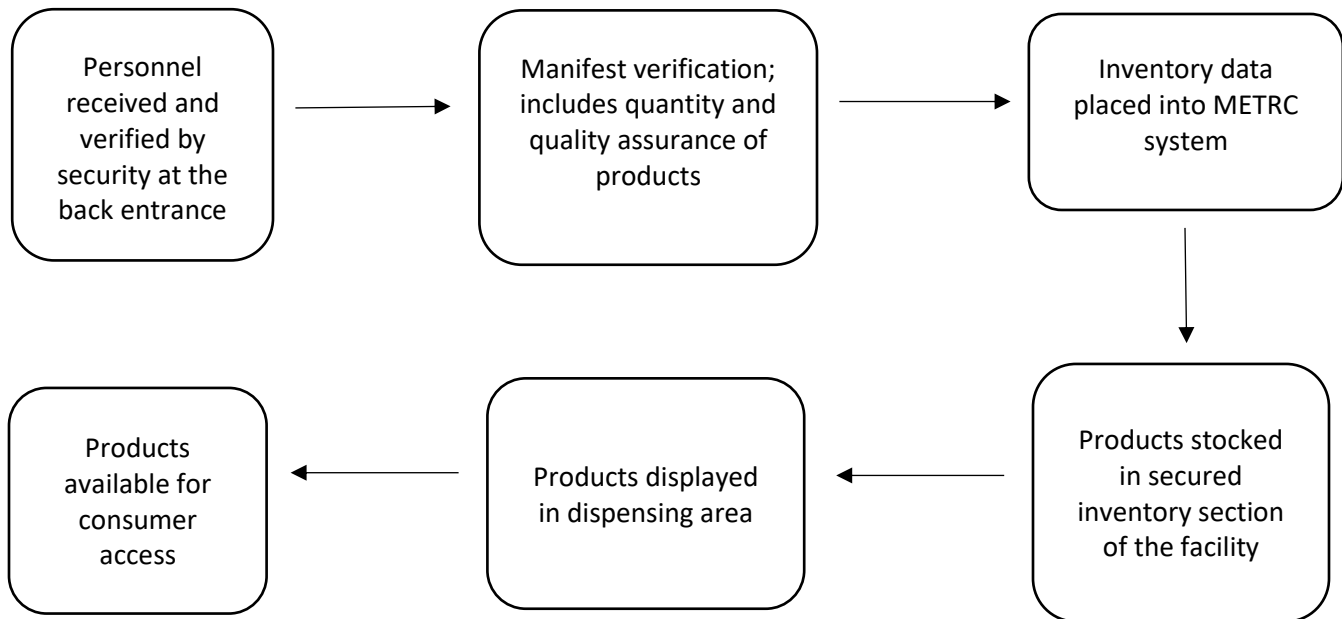 Personnel
received and
verified by
security at the
back entrance
Manifest verification;
includes quantity and
quality assurance of
products
Inventory data
placed into METRC
system
Products stocked
in secured
inventory section
of the facility
Products displayed
in dispensing area
Products
available for
consumer
access